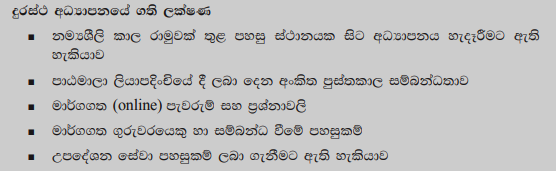 දුරස්ථ අධ්‍යාපනයේ ගති ලක්ෂණ
▪ නම්‍යශීලි කාල රාමුවක් තුළ පහසු ස්ථානයක සිට අධ්‍යාපනය හැදෑරීමට ඇති
හැකියාව
▪ පාඨමාලා ලියාපදිංචියේ දී ලබා දෙන අංකිත පුස්තකාල සම්බන්ධතාව
▪ මාර්ගගත (online) පැවරුම් සහ ප්‍රශ්නාවලි
▪ මාර්ගගත ගුරුවරයෙකු හා සම්බන්ධ වීමේ පහසුකම්
▪ උපදේශන සේවා පහසුකම් ලබා ගැනීමට ඇති හැකියාව